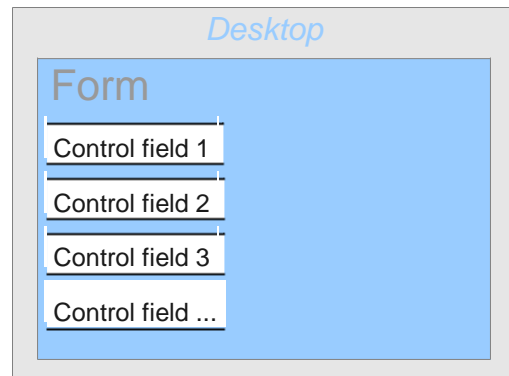 Desktop
Form
Control field 1
Control field 2
Control field 3
Control field ...